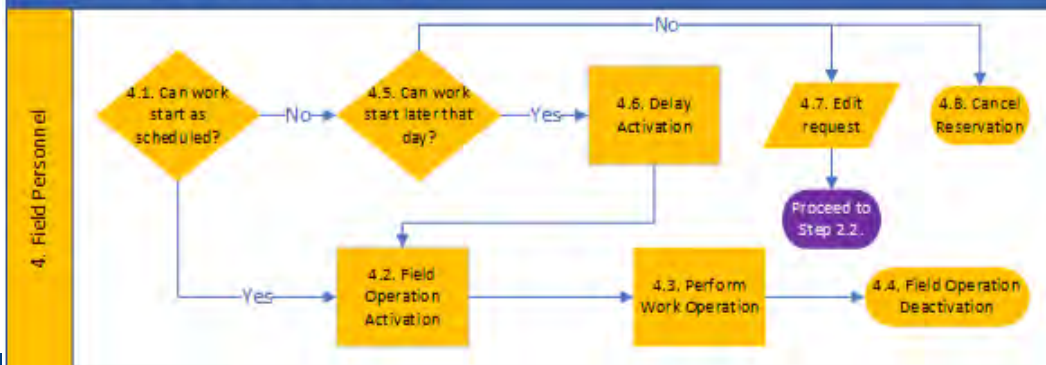 4. Field Personnel
No
4.1. Can work
start as
scheduled?
No
4.5. Can work
start later that
day?
Yes
4.6. Delay
Activation
4.7. Edit
request
4.8. Cancel
Reservation
Proceed to
Step 2.2.
Yes
4.2. Field
Operation
Activation
4.3. Perform
Work Operation
4.4. Field Operation
Deactivation